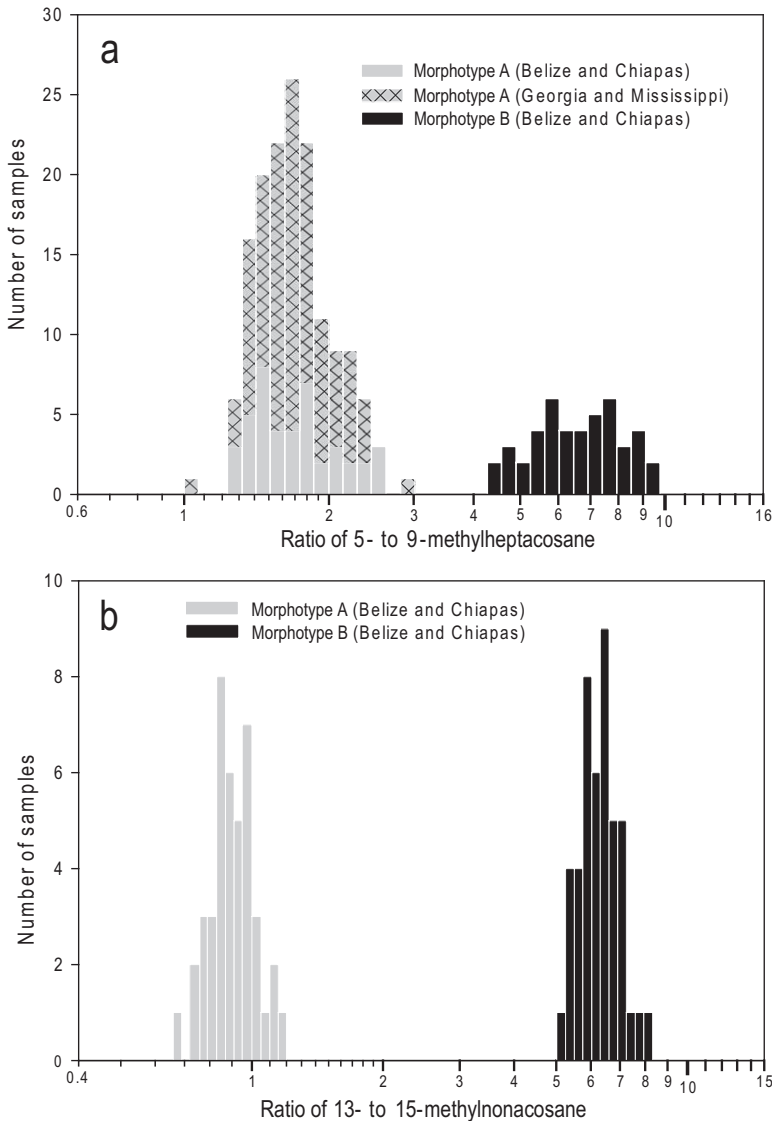 30
a
Morphotype A (Belize and Chiapas)
25
Morphotype A (Georgia and Mississippi)
Morphotype B (Belize and Chiapas)
20
15
10
5
0
Number of samples
0.6 1 2 3 4 5 6 7 8 9 10 16
Ratio of 5- to 9-methylheptacosane
10
b
Morphotype A (Belize and Chiapas)
Morphotype B (Belize and Chiapas)
8
6
4
2
0
Number of samples
0.4 1 2 3 4 5 6 7 8 9 10 15
Ratio of 13- to 15-methylnonacosane